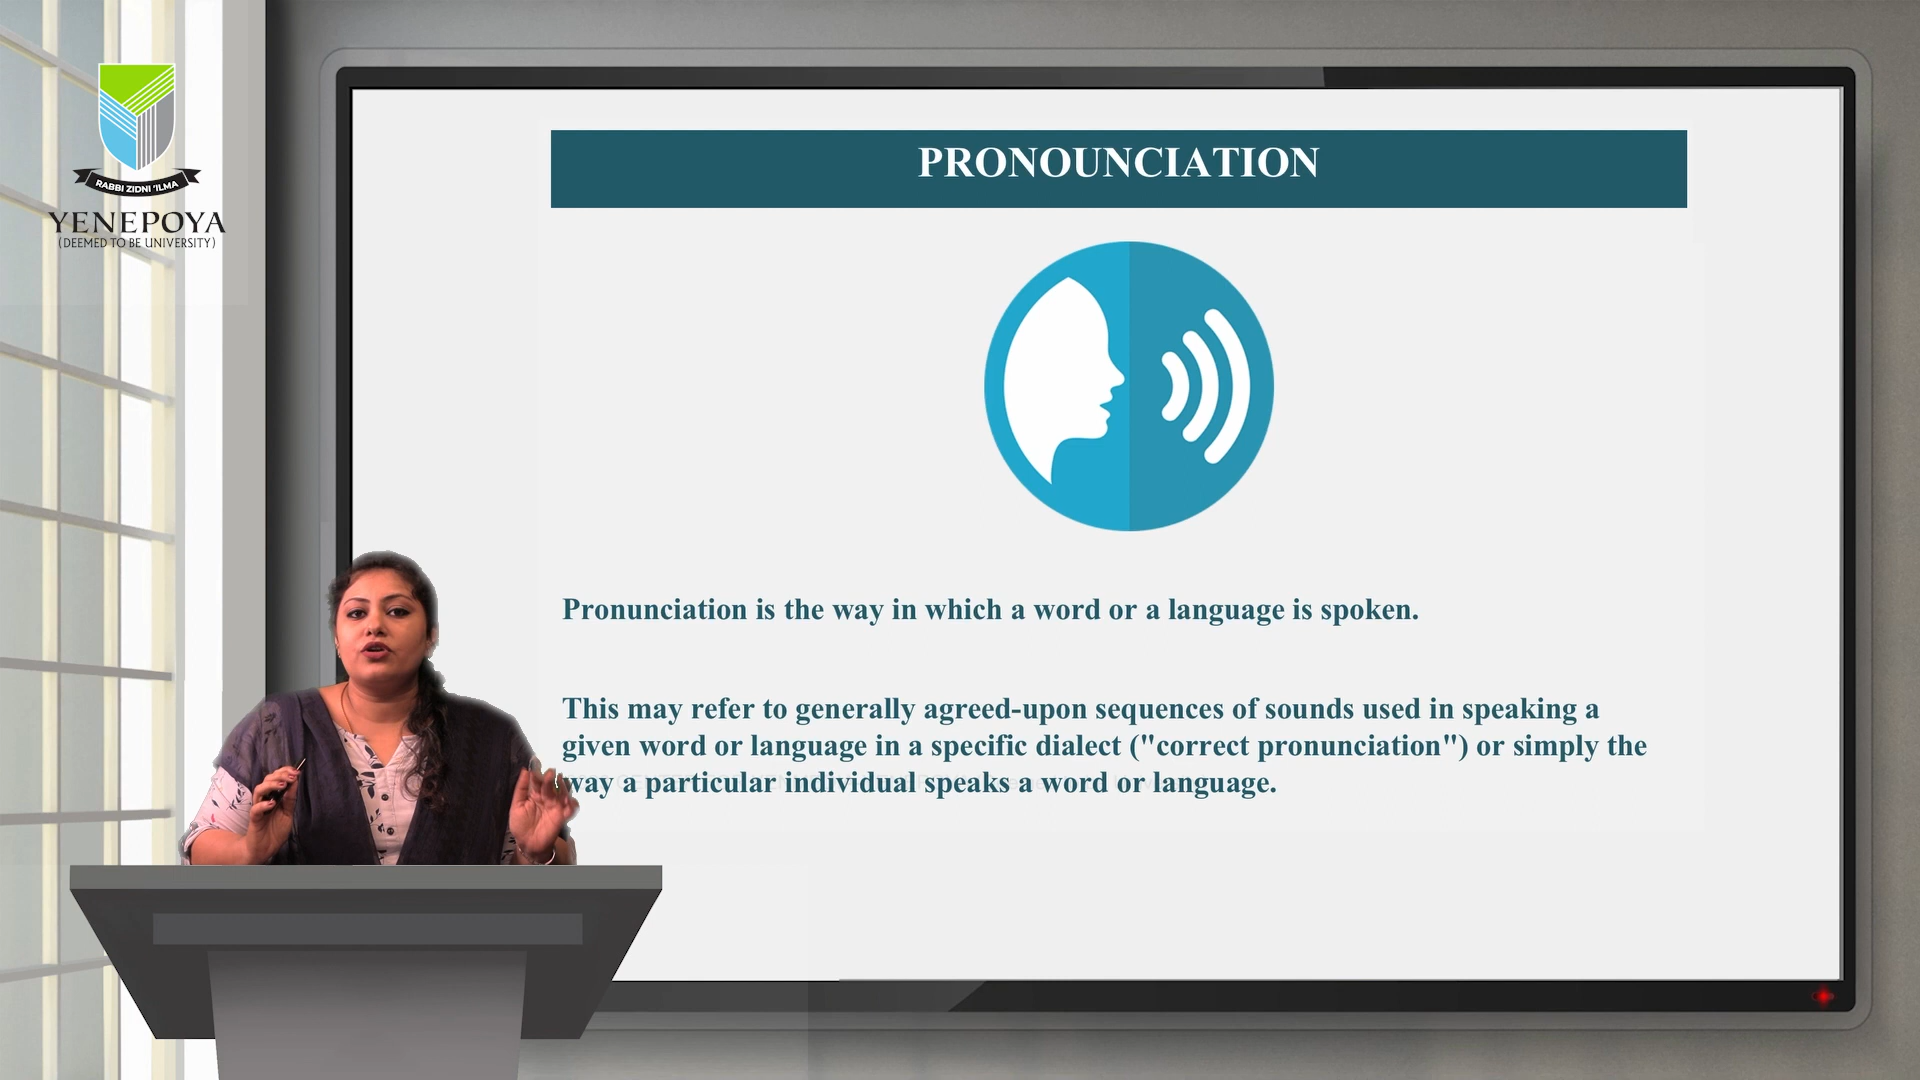 RABBI ZIDNI 'ILMA
YENEPOYA
(DEEMED TO BE UNIVERSITY)
PRONOUNCIATION
Pronunciation is the way in which a word or a language is spoken.
This may refer to generally agreed-upon sequences of sounds used in speaking a
given word or language in a specific dialect ("correct pronunciation") or simply the
way a particular individual speaks a word or language.